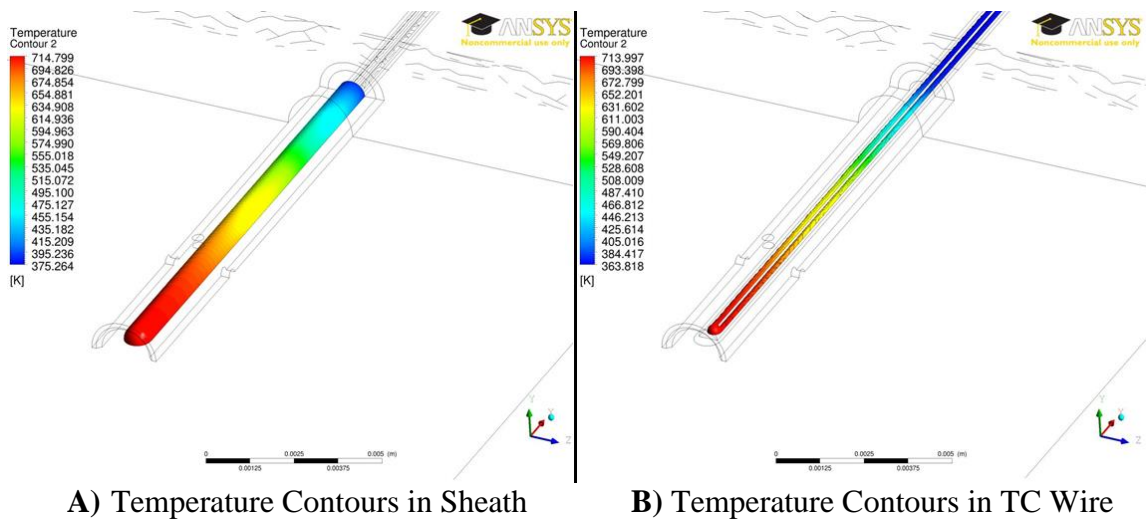 Temperature
Contour 2
714.799
694.826
674.854
654.881
634.908
614.936
594.963
574.990
555.018
535.045
515.072
495.100
475.127
455.154
435.182
415.209
395.236
375.264
[K]
ANSYS
Noncommercial use only
Y
X
Z
0
0.005
(m)
0.00125
0.00375
A) Temperature Contours in Sheath
Temperature
Contour 2
713.997
693.398
672.799
652.201
631.602
611.003
590.404
569.806
549.207
528.608
508.009
487.410
466.812
446.213
425.614
405.016
384.417
363.818
[K]
ANSYS
Noncommercial use only
Y
X
Z
0
0.005
(m)
0.00125
0.00375
B) Temperature Contours in TC Wire